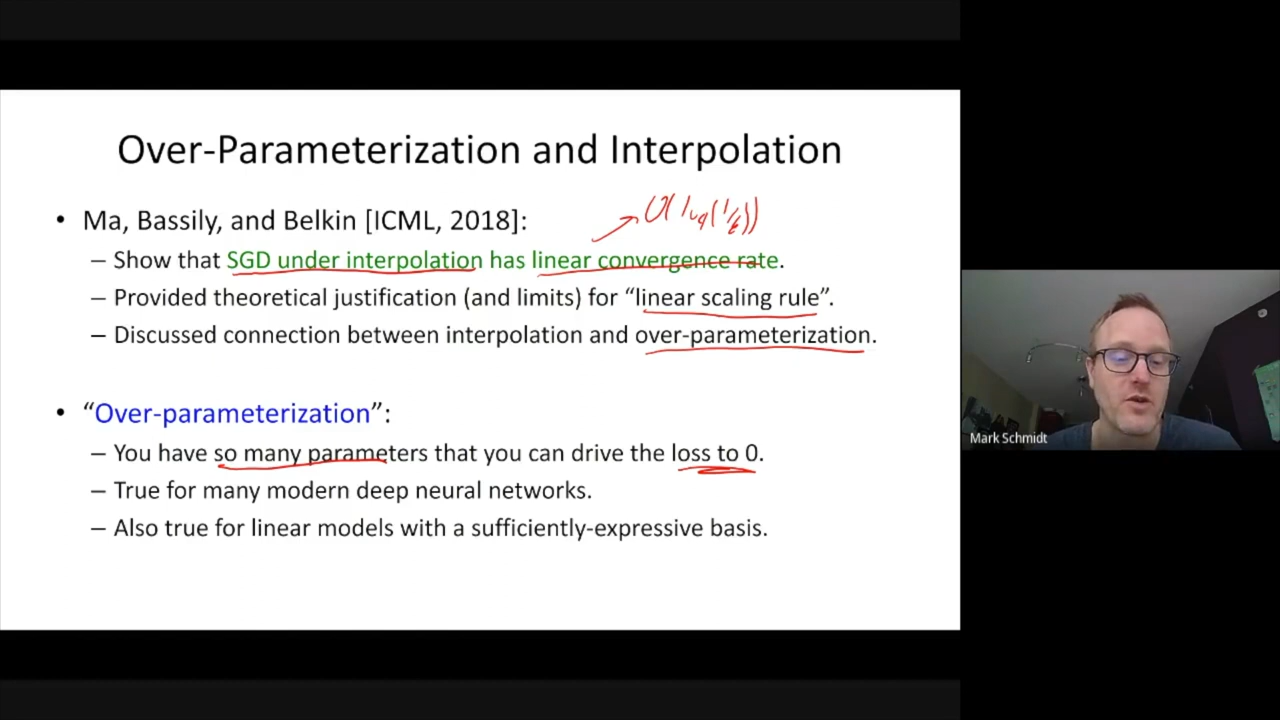 Over-Parameterization and Interpolation
• Ma, Bassily, and Belkin [ICML, 2018]:
O(log(1/ε))
– Show that SGD under interpolation has linear convergence rate.
– Provided theoretical justification (and limits) for “linear scaling rule”.
– Discussed connection between interpolation and over-parameterization.
• “Over-parameterization”:
– You have so many parameters that you can drive the loss to 0.
– True for many modern deep neural networks.
– Also true for linear models with a sufficiently-expressive basis.
Mark Schmidt